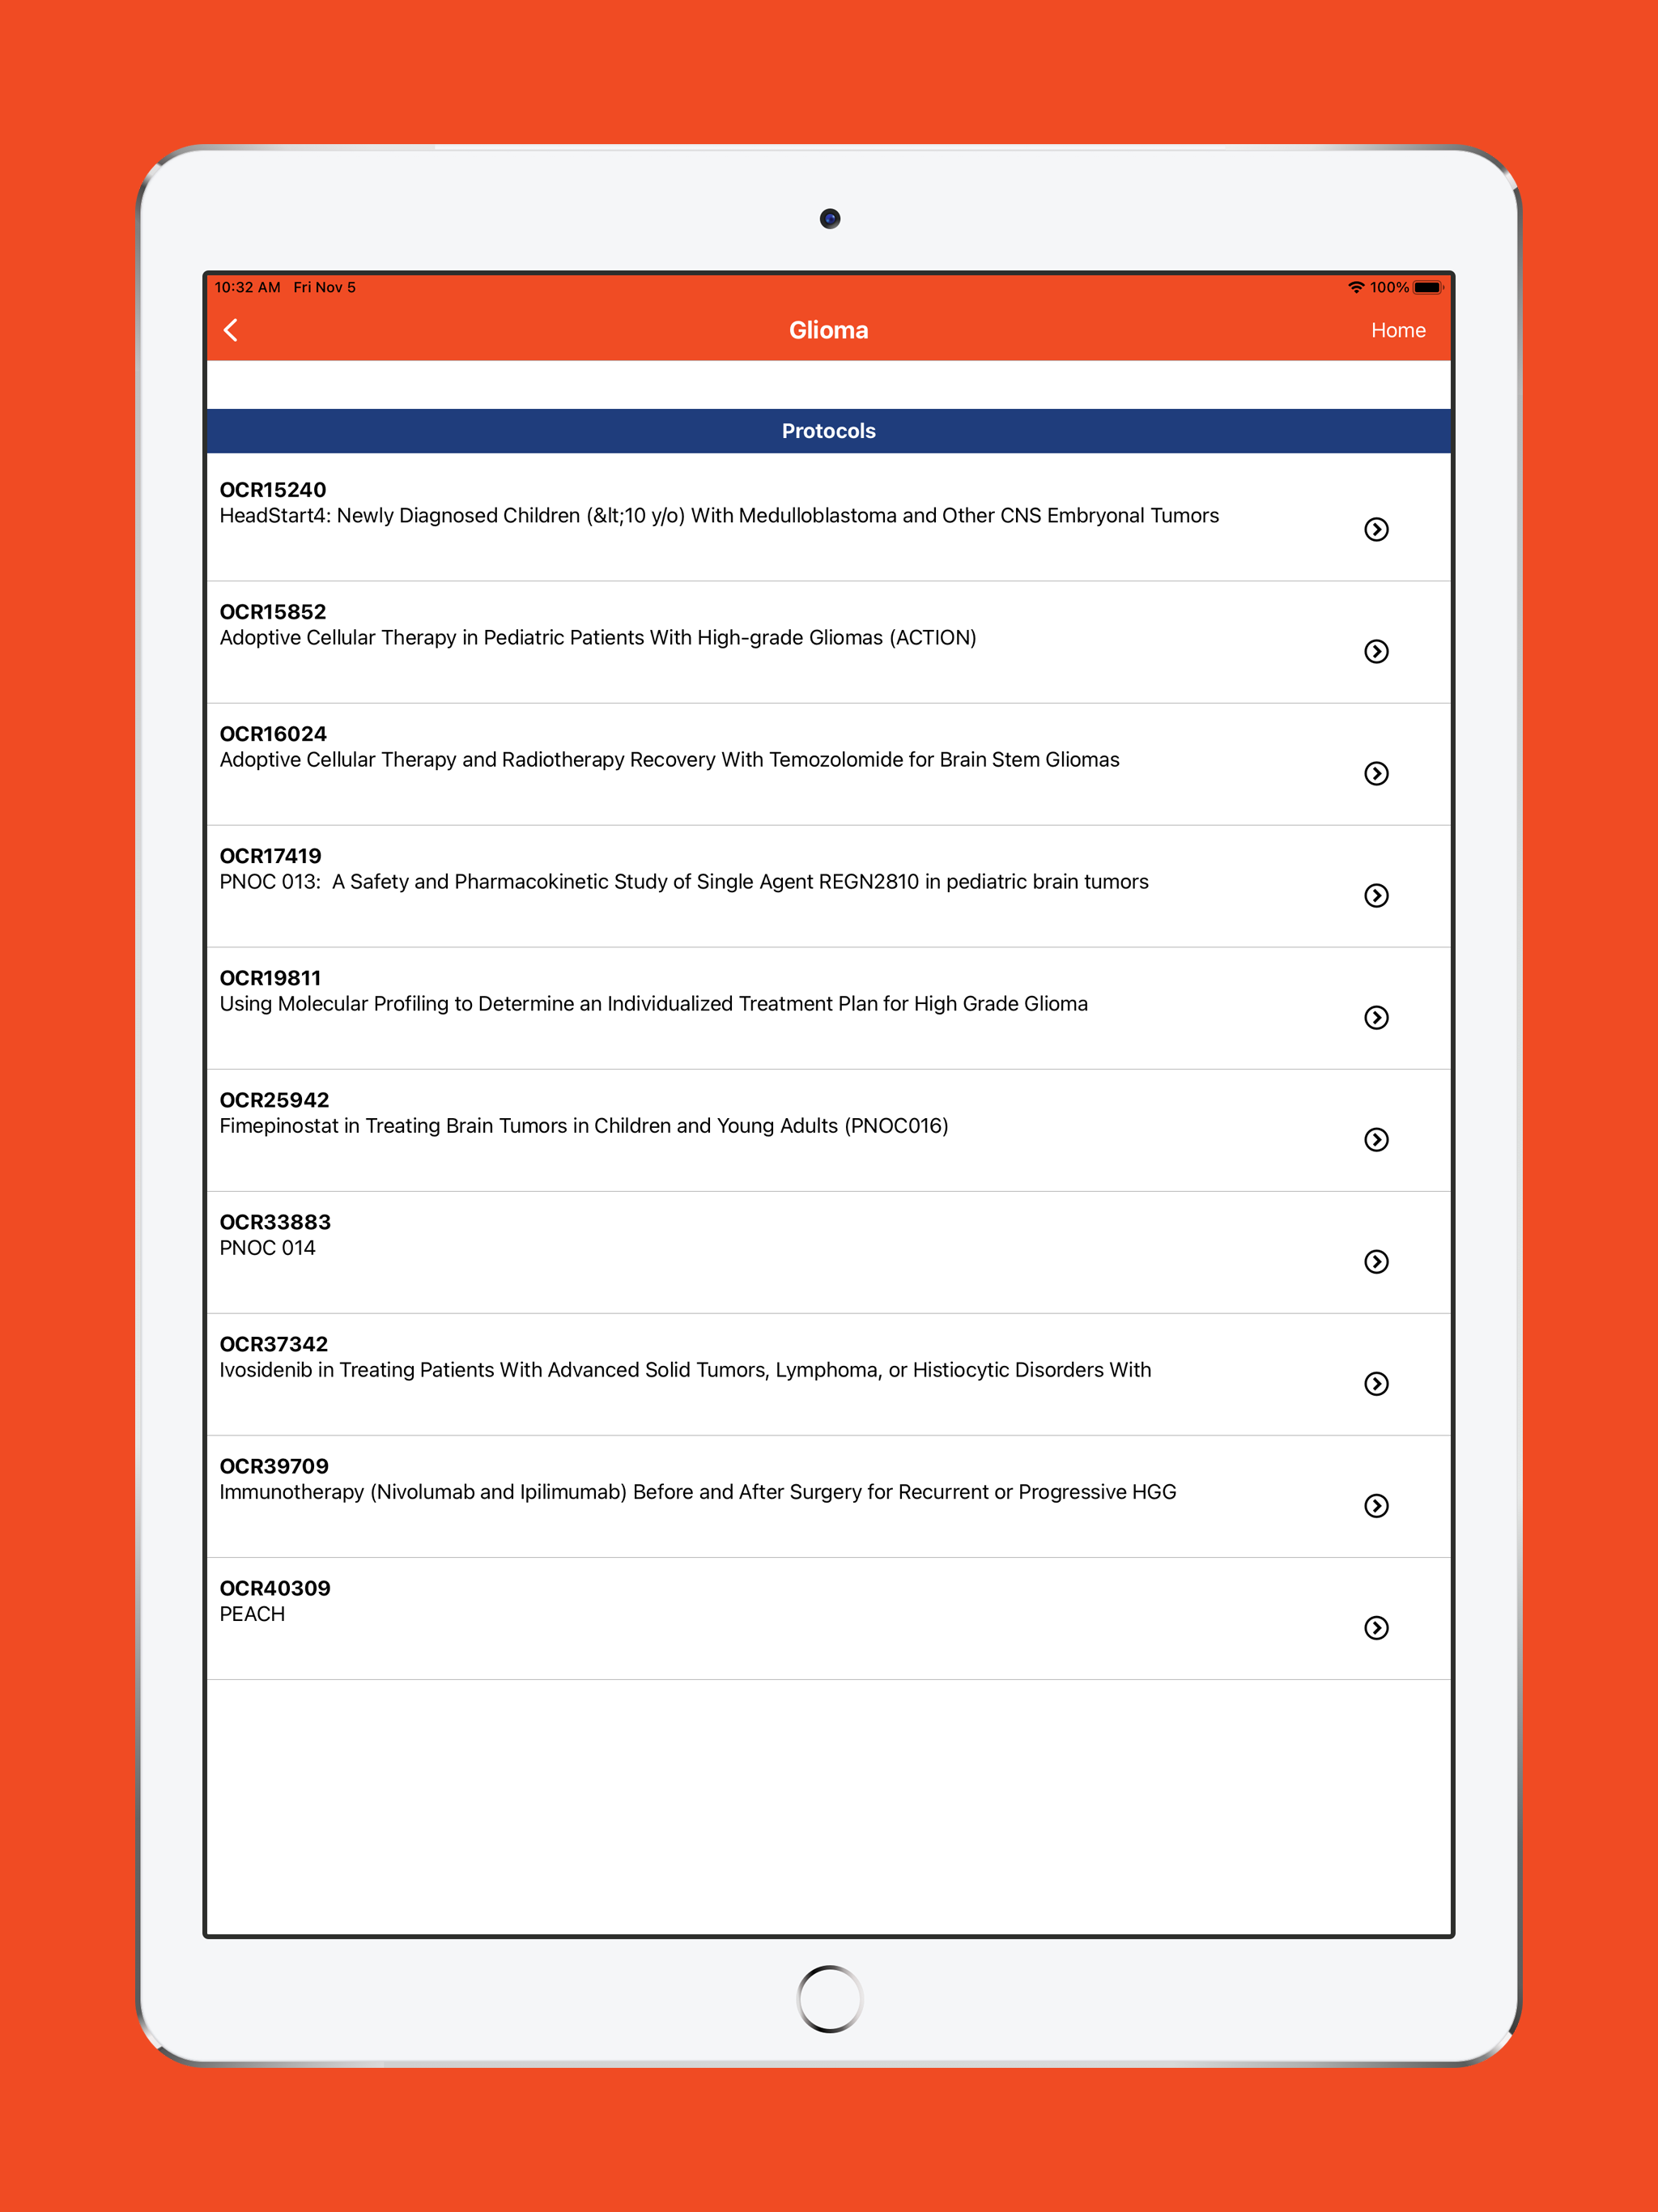 10:32 AM Fri Nov 5 100%
Glioma Home
Protocols
OCR15240
HeadStart4: Newly Diagnosed Children (&lt;10 y/o) With Medulloblastoma and Other CNS Embryonal Tumors
OCR15852
Adoptive Cellular Therapy in Pediatric Patients With High-grade Gliomas (ACTION)
OCR16024
Adoptive Cellular Therapy and Radiotherapy Recovery With Temozolomide for Brain Stem Gliomas
OCR17419
PNOC 013:  A Safety and Pharmacokinetic Study of Single Agent REGN2810 in pediatric brain tumors
OCR19811
Using Molecular Profiling to Determine an Individualized Treatment Plan for High Grade Glioma
OCR25942
Fimepinostat in Treating Brain Tumors in Children and Young Adults (PNOC016)
OCR33883
PNOC 014
OCR37342
Ivosidenib in Treating Patients With Advanced Solid Tumors, Lymphoma, or Histiocytic Disorders With
OCR39709
Immunotherapy (Nivolumab and Ipilimumab) Before and After Surgery for Recurrent or Progressive HGG
OCR40309
PEACH